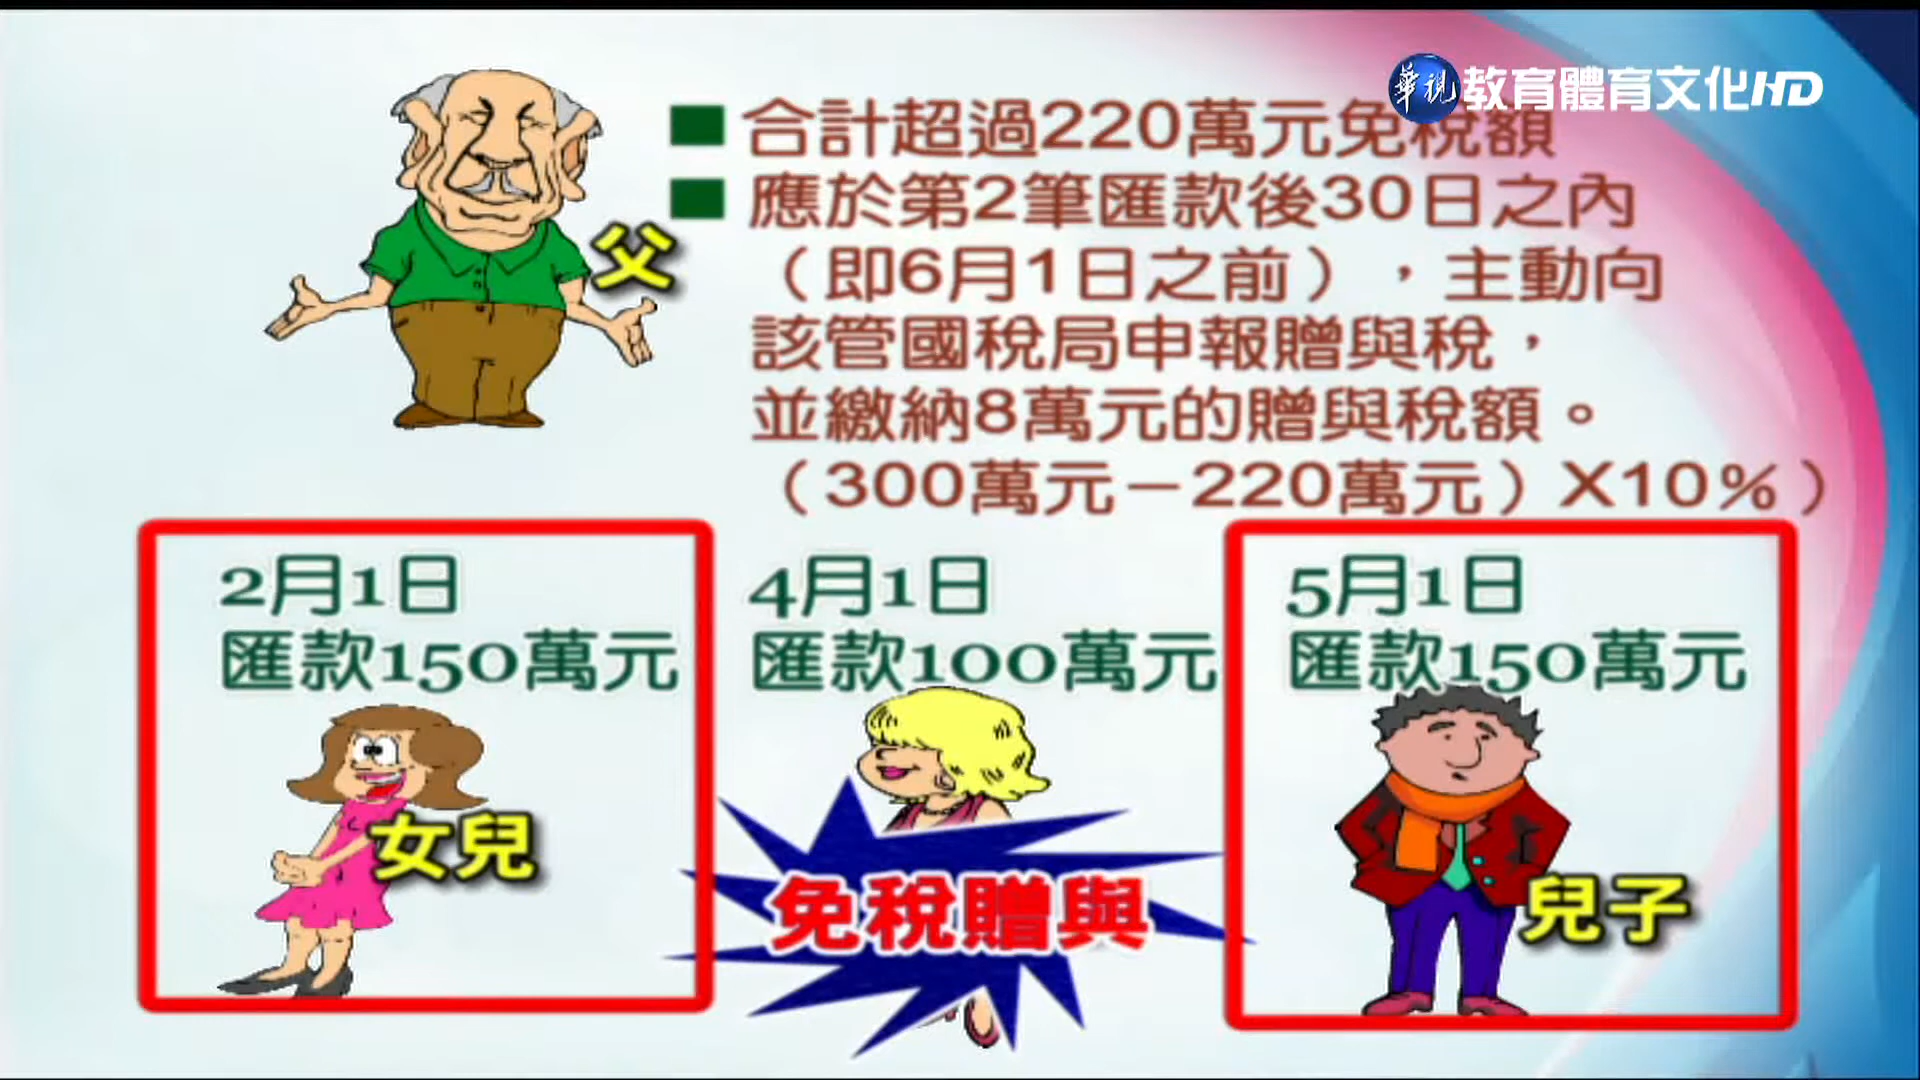 華視 教育體育文化HD
■ 合計超過220萬元免稅額
■ 應於第2筆匯款後30日之內
（即6月1日之前），主動向
該管國稅局申報贈與稅，
並繳納8萬元的贈與稅額。
（300萬元－220萬元）X10%）
父
2月1日
匯款150萬元
女兒
4月1日
匯款100萬元
免稅贈與
5月1日
匯款150萬元
兒子